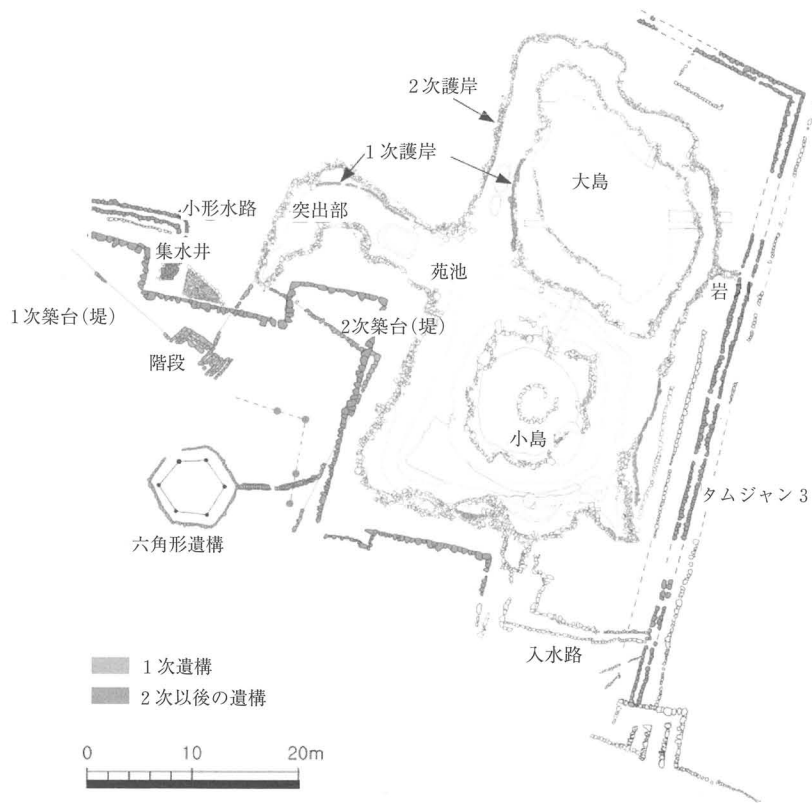 2次護岸
1次護岸
大島
小形水路
突出部
集水井
苑池
岩
1次築台(堤)
2次築台(堤)
階段
小島
タムジャン3
六角形遺構
入水路
1次遺構
2次以後の遺構
0 10 20m